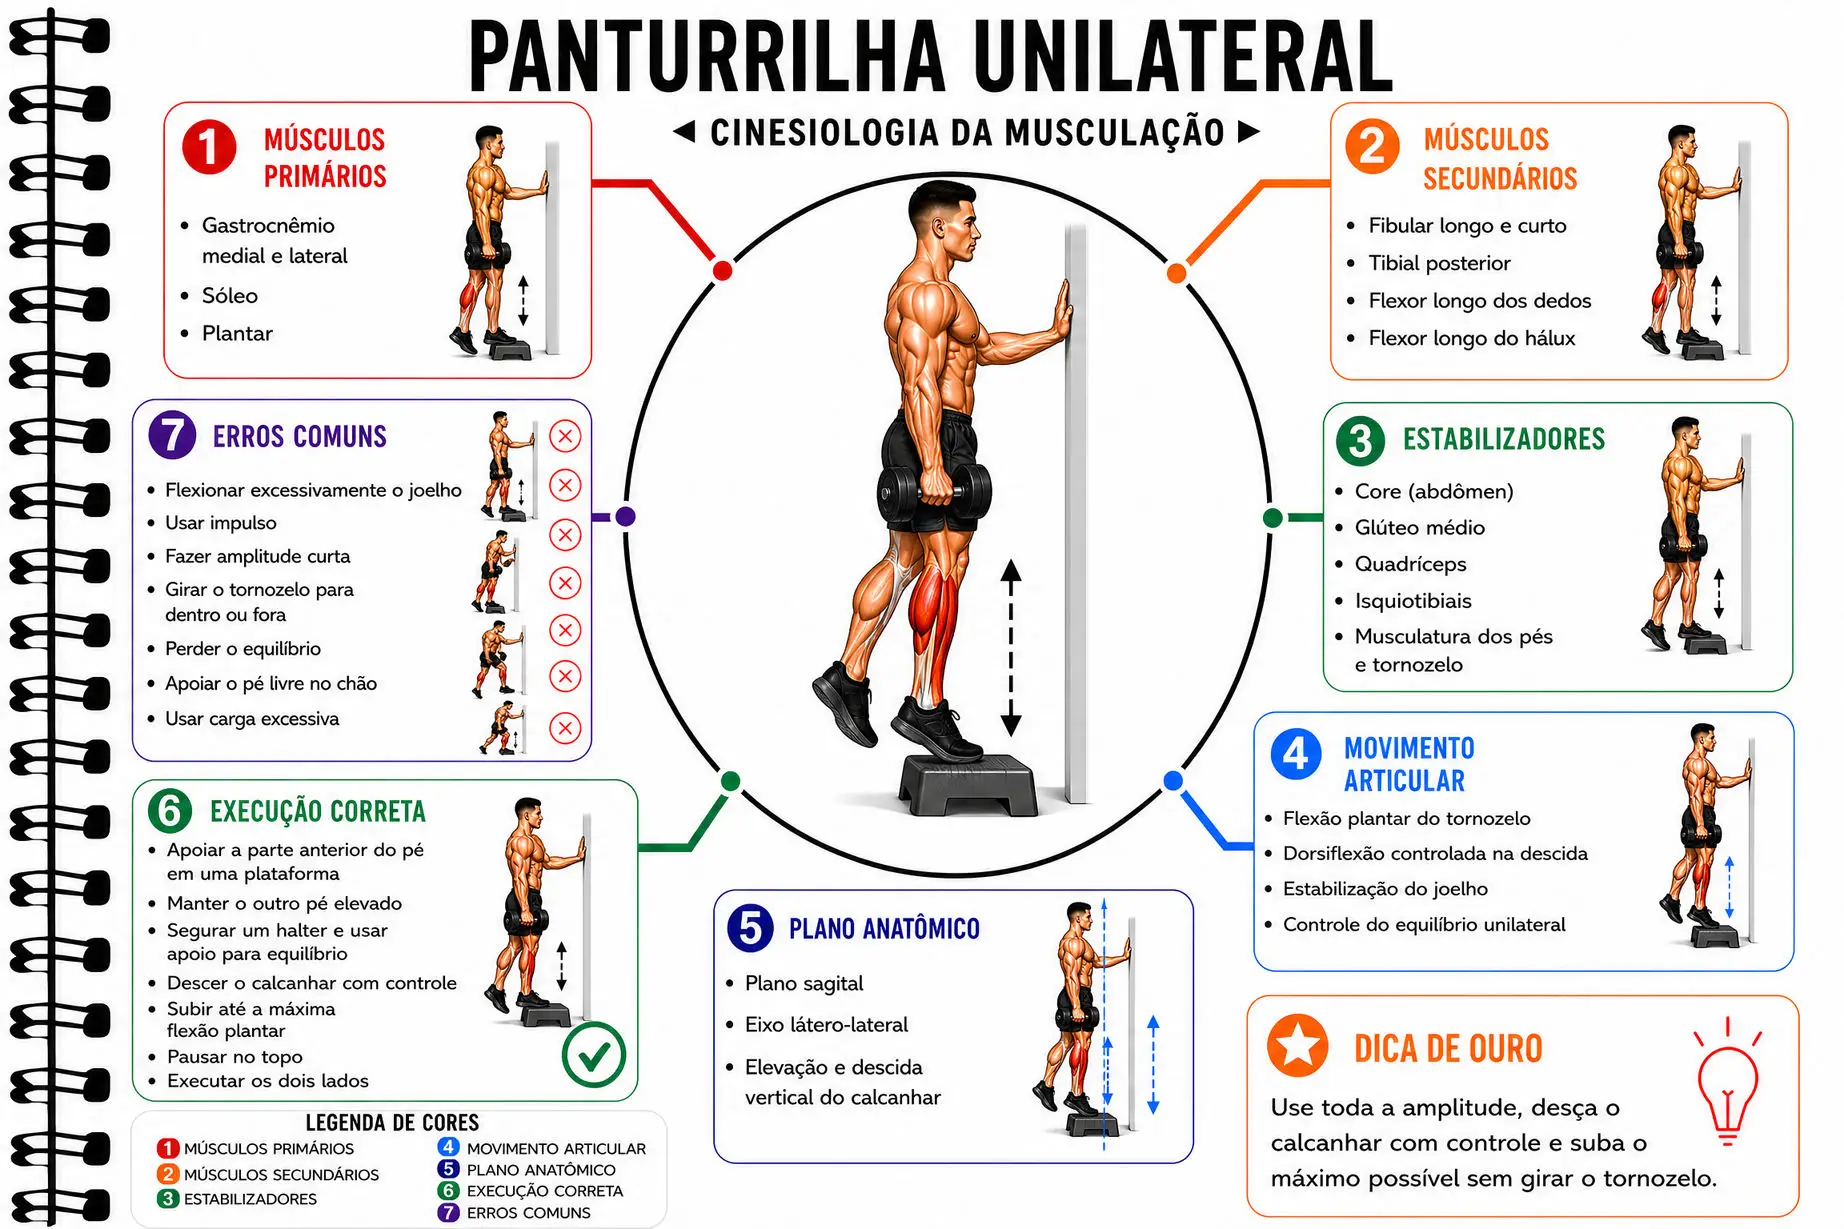 PANTURRILHA UNILATERAL
CINESIOLOGIA DA MUSCULAÇÃO
1 MÚSCULOS
PRIMÁRIOS
• Gastrocnêmio
medial e lateral
• Sóleo
• Plantar
2 MÚSCULOS
SECUNDÁRIOS
• Fibular longo e curto
• Tibial posterior
• Flexor longo dos dedos
• Flexor longo do hálux
3 ESTABILIZADORES
• Core (abdômen)
• Glúteo médio
• Quadríceps
• Isquiotibiais
• Musculatura dos pés
e tornozelo
4 MOVIMENTO
ARTICULAR
• Flexão plantar do tornozelo
• Dorsiflexão controlada na descida
• Estabilização do joelho
• Controle do equilíbrio unilateral
5 PLANO ANATÔMICO
• Plano sagital
• Eixo látero-lateral
• Elevação e descida
vertical do calcanhar
6 EXECUÇÃO CORRETA
• Apoiar a parte anterior do pé
em uma plataforma
• Manter o outro pé elevado
• Segurar um halter e usar
apoio para equilíbrio
• Descer o calcanhar com controle
• Subir até a máxima
flexão plantar
• Pausar no topo
• Executar os dois lados
7 ERROS COMUNS
• Flexionar excessivamente o joelho
• Usar impulso
• Fazer amplitude curta
• Girar o tornozelo para
dentro ou fora
• Perder o equilíbrio
• Apoiar o pé livre no chão
• Usar carga excessiva
DICA DE OURO
Use toda a amplitude, desça o
calcanhar com controle e suba o
máximo possível sem girar o tornozelo.
LEGENDA DE CORES
1 MÚSCULOS PRIMÁRIOS
2 MÚSCULOS SECUNDÁRIOS
3 ESTABILIZADORES
4 MOVIMENTO ARTICULAR
5 PLANO ANATÔMICO
6 EXECUÇÃO CORRETA
7 ERROS COMUNS